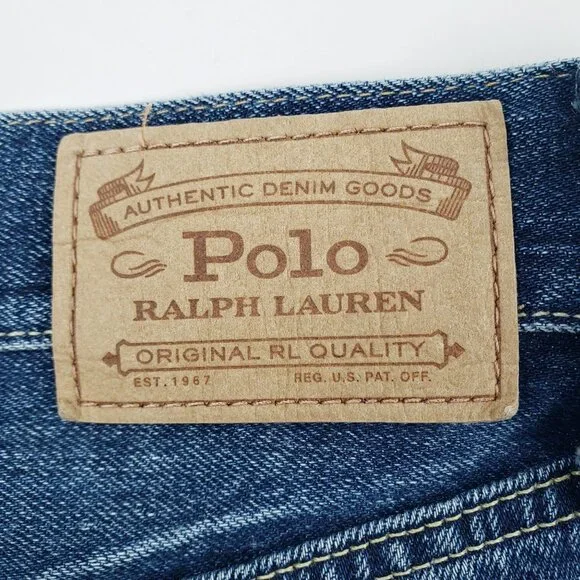 AUTHENTIC DENIM GOODS
Polo
RALPH LAUREN
ORIGINAL RL QUALITY
EST. 1967 REG. U.S. PAT. OFF.